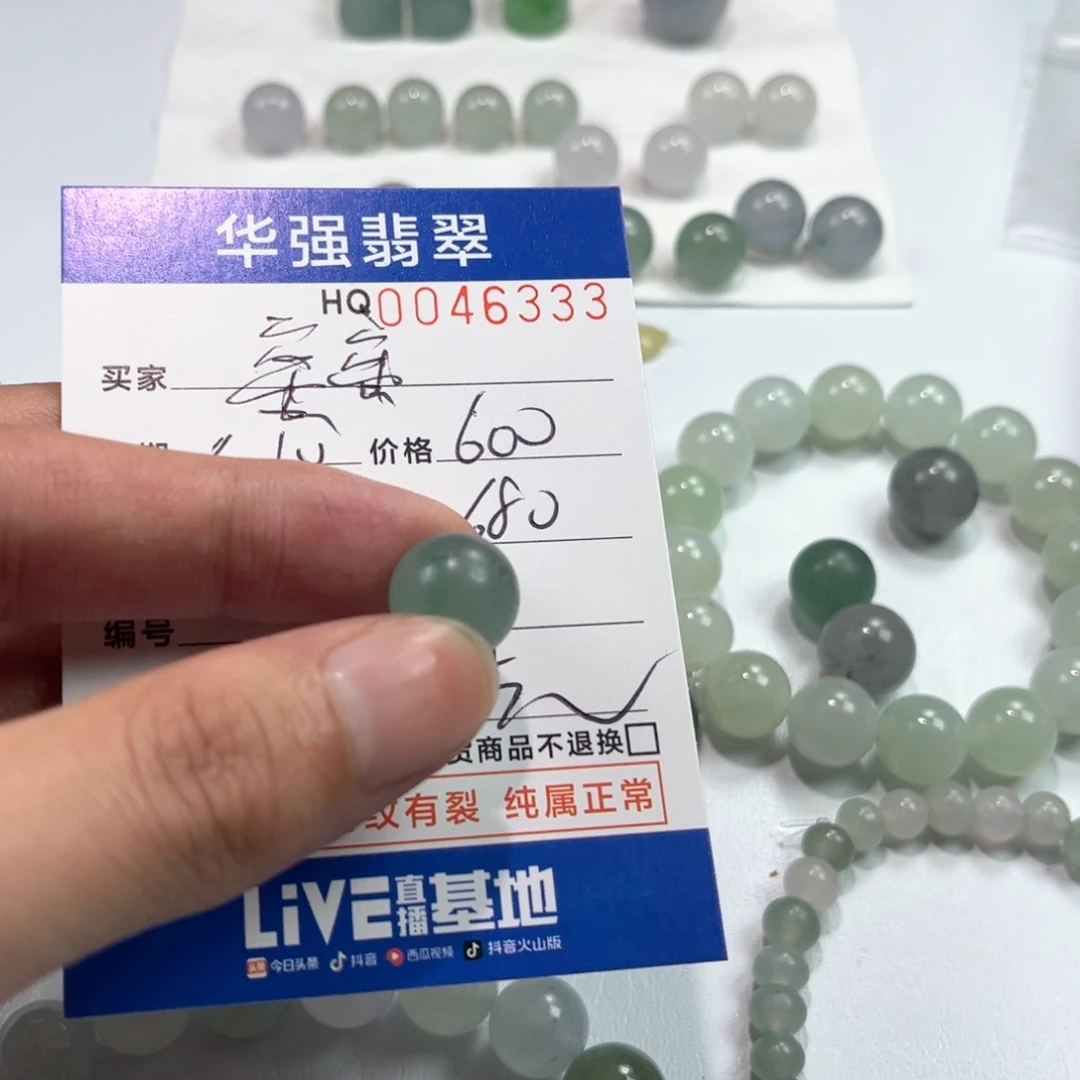 华强翡翠
HQ0046333
买家
价格 600
680
编号
商品不退换
纹有裂 纯属正常
LiVE直播基地
今日头条 抖音 西瓜视频 抖音火山版